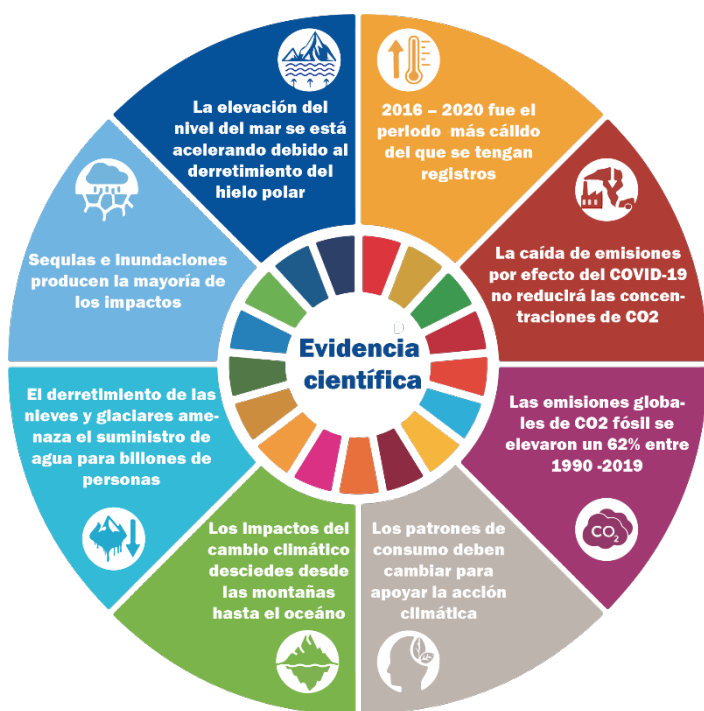 La elevación del
nivel del mar se está
acelerando debido al
derretimiento del
hielo polar
2016 – 2020 fue el
periodo más cálido
del que se tengan
registros
La caída de emisiones
por efecto del COVID-19
no reducirá las concen-
traciones de CO2
Las emisiones globa-
les de CO2 fósil se
elevaron un 62% entre
1990 -2019
CO2
Los patrones de
consumo deben
cambiar para
apoyar la acción
climática
Los impactos del
cambio climático
desciedes desde
las montañas
hasta el oceáno
El derretimiento de las
nieves y glaciares ame-
naza el suministro de
agua para billones de
personas
Sequias e inundaciones
producen la mayoría de
los impactos
D
Evidencia
científica